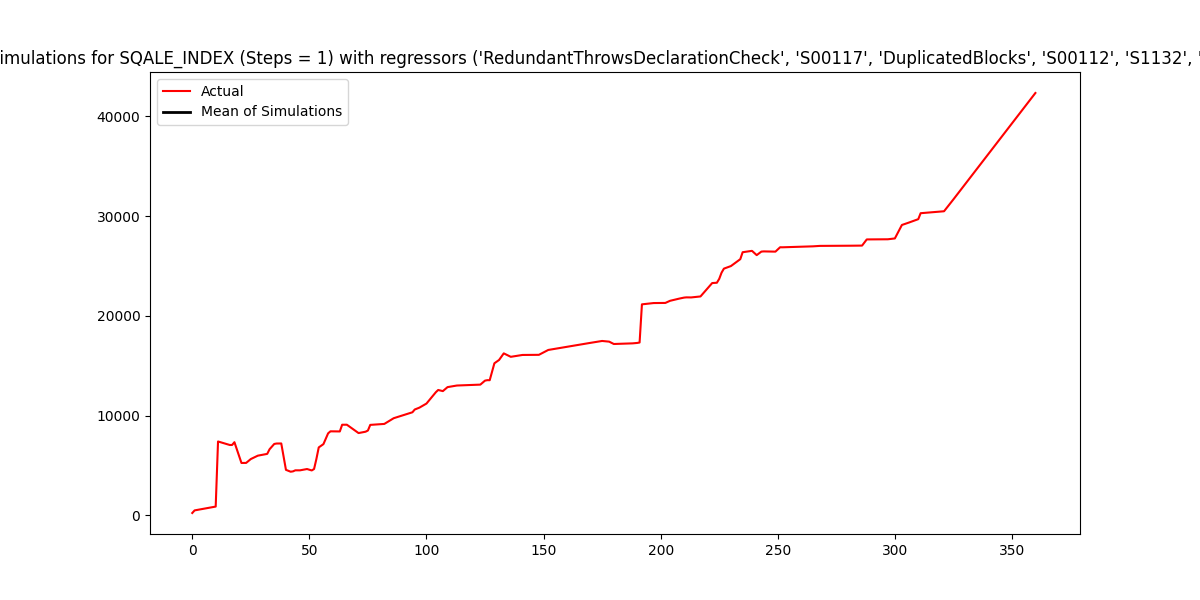 imulations for SQALE_INDEX (Steps = 1) with regressors ('RedundantThrowsDeclarationCheck', 'S00117', 'DuplicatedBlocks', 'S00112', 'S1132', '
Actual
Mean of Simulations
40000
30000
20000
10000
0
0 50 100 150 200 250 300 350